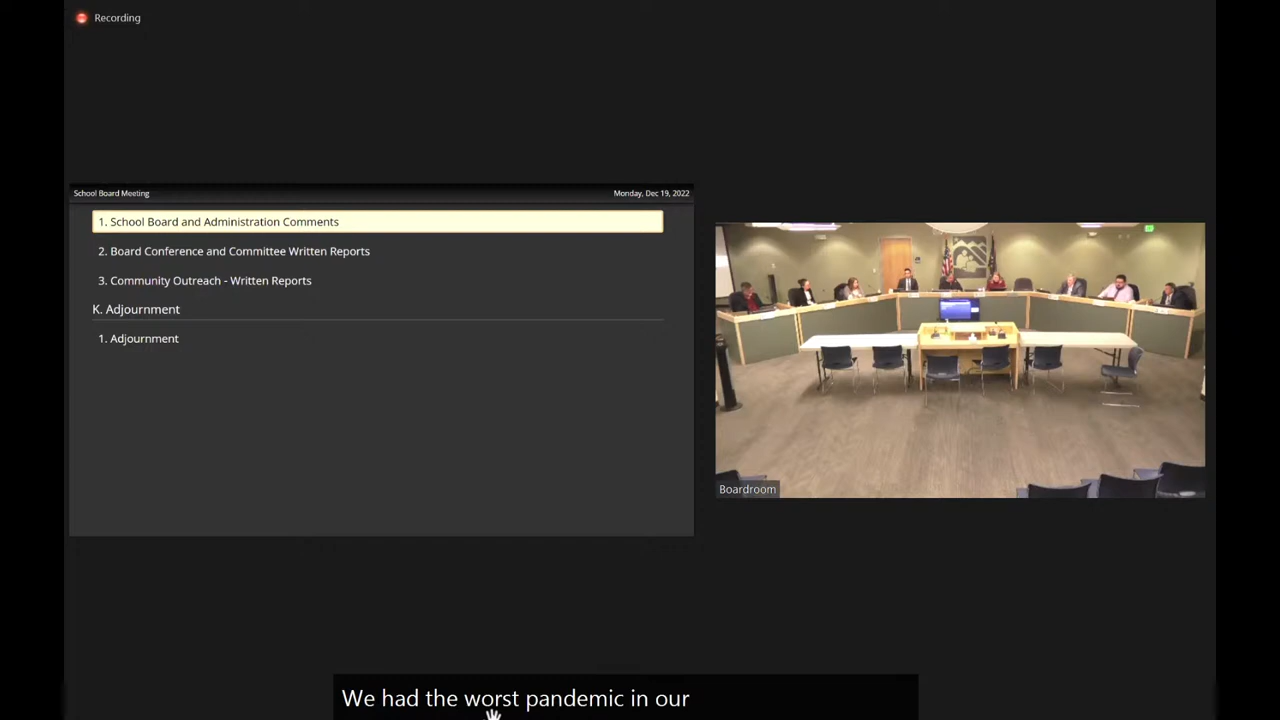 Recording
School Board Meeting
Monday, Dec 19, 2022
1. School Board and Administration Comments
2. Board Conference and Committee Written Reports
3. Community Outreach - Written Reports
K. Adjournment
1. Adjournment
Boardroom
We had the worst pandemic in our